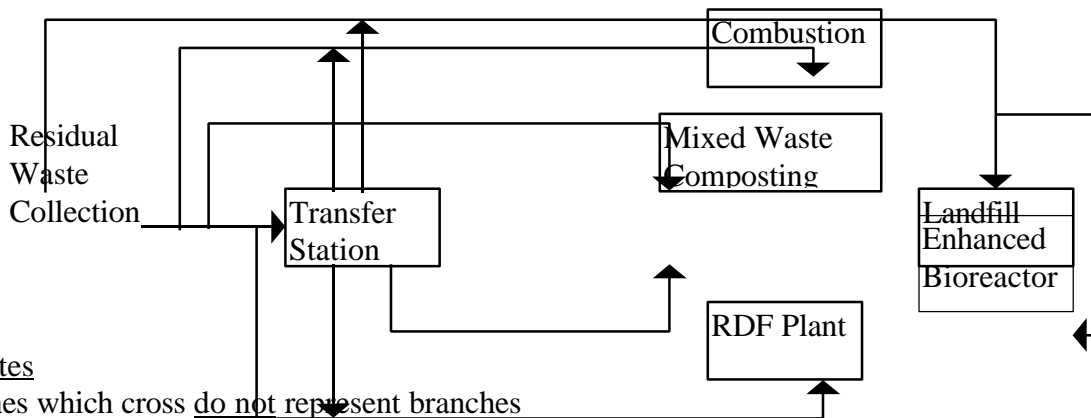 Combustion
Residual
Waste
Collection
Mixed Waste
Composting
Transfer
Station
Landfill
Enhanced
Bioreactor
RDF Plant
tes
nes which cross do not represent branches